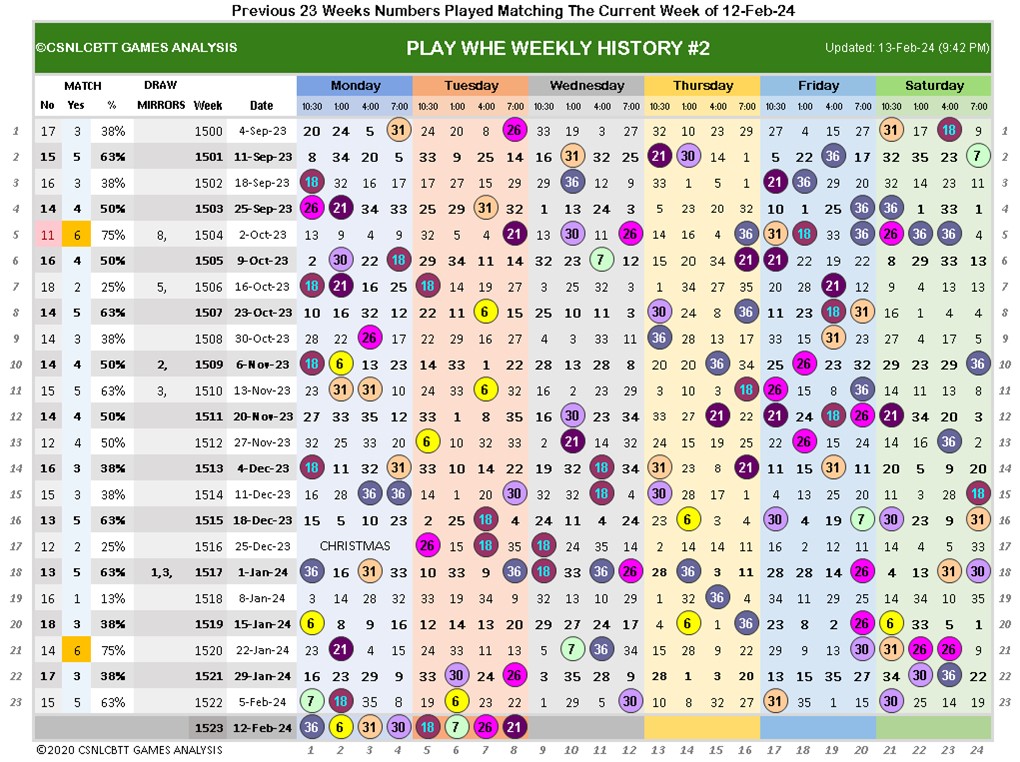 Previous 23 Weeks Numbers Played Matching The Current Week of 12-Feb-24
©CSNLCBTT GAMES ANALYSIS PLAY WHE WEEKLY HISTORY #2 Updated: 13-Feb-24 (9:42 PM)
MATCH DRAW Monday Tuesday Wednesday Thursday Friday Saturday
No Yes % MIRRORS Week Date 10:30 1:00 4:00 7:00 10:30 1:00 4:00 7:00 10:30 1:00 4:00 7:00 10:30 1:00 4:00 7:00 10:30 1:00 4:00 7:00 10:30 1:00 4:00 7:00
1 17 3 38% 1500 4-Sep-23 20 24 5 31 24 20 8 26 33 19 3 27 32 10 23 29 27 4 15 27 31 17 18 9 1
2 15 5 63% 1501 11-Sep-23 8 34 20 5 33 9 25 14 16 31 32 25 21 30 14 1 5 22 36 17 32 35 23 7 2
3 16 3 38% 1502 18-Sep-23 18 32 16 17 17 27 15 29 29 36 12 9 33 1 5 1 21 36 29 20 32 14 23 11 3
4 14 4 50% 1503 25-Sep-23 26 21 34 33 25 29 31 32 1 13 24 3 5 23 20 32 10 1 25 36 36 1 33 1 4
5 11 6 75% 8, 1504 2-Oct-23 13 9 4 9 32 5 4 21 13 30 11 26 16 14 4 36 31 18 33 36 26 36 36 4 5
6 16 4 50% 1505 9-Oct-23 2 30 22 18 29 34 11 14 32 11 7 12 15 20 34 21 21 22 19 22 8 29 33 13 6
7 18 2 25% 5, 1506 16-Oct-23 18 21 16 25 18 14 19 27 3 25 32 3 1 34 27 35 20 28 21 12 9 4 13 13 7
8 14 5 63% 1507 23-Oct-23 10 16 32 12 22 11 6 15 25 10 11 3 30 24 8 36 11 23 18 31 16 1 4 4 8
9 14 3 38% 1508 30-Oct-23 28 22 26 17 22 29 16 27 4 3 33 11 36 28 13 17 33 15 31 23 27 4 17 5 9
10 14 4 50% 2, 1509 6-Nov-23 18 6 13 23 14 33 1 22 32 13 28 8 20 20 36 15 25 26 23 32 29 23 29 36 10
11 15 5 63% 3, 1510 13-Nov-23 23 31 31 10 24 33 6 32 16 2 23 29 3 10 3 18 26 15 8 36 8 11 28 12 11
12 14 4 50% 1511 20-Nov-23 27 33 35 12 33 1 8 35 16 30 23 34 33 27 21 15 21 24 18 26 21 34 20 3 12
13 12 4 50% 1512 27-Nov-23 32 25 33 20 6 10 32 33 2 21 14 32 24 15 19 25 22 26 15 24 14 16 36 2 13
14 16 3 38% 1513 4-Dec-23 18 11 32 31 33 10 14 22 19 32 18 34 31 23 8 21 19 15 31 11 20 5 9 20 14
15 15 3 38% 1514 11-Dec-23 16 28 36 36 14 1 20 30 32 32 18 4 30 28 17 1 4 13 25 20 8 3 28 18 15
16 13 5 63% 1515 18-Dec-23 15 5 10 23 2 25 18 4 24 11 4 24 23 6 3 4 30 4 19 7 30 23 9 31 16
17 12 2 25% 1516 25-Dec-23 CHRISTMAS 26 15 18 35 18 24 35 14 2 14 14 11 16 2 12 11 14 4 5 33 17
18 13 5 63% 1,3, 1517 1-Jan-24 36 16 31 33 10 33 9 36 18 33 36 26 28 36 3 11 28 28 14 26 4 13 31 30 18
19 16 1 13% 1518 8-Jan-24 3 14 28 32 33 19 34 9 32 13 10 29 1 32 36 4 34 11 29 25 14 34 10 35 19
20 18 3 38% 1519 15-Jan-24 6 8 9 16 12 14 13 15 29 27 24 17 4 6 1 36 23 8 2 26 6 33 5 1 20
21 14 6 75% 1520 22-Jan-24 23 21 4 15 24 33 11 13 5 7 36 34 15 28 9 22 29 9 13 30 31 26 26 9 21
22 17 3 38% 1521 29-Jan-24 16 23 29 9 33 30 24 26 9 13 35 34 28 1 3 20 13 15 35 27 34 30 36 22 22
23 15 5 63% 1522 5-Feb-24 7 18 35 8 19 6 23 22 1 29 5 30 10 8 32 27 31 35 1 15 30 25 14 19 23
1523 12-Feb-24 36 6 31 30 18 7 26 21
©2020 CSNLCBTT GAMES ANALYSIS 1 2 3 4 5 6 7 8 9 10 11 12 13 14 15 16 17 18 19 20 21 22 23 24